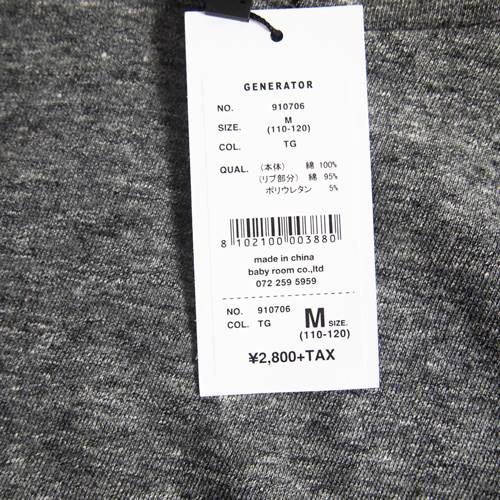 GENERATOR
NO. 910706
SIZE. M
(110-120)
COL. TG
QUAL. (本体) 綿 100%
(リブ部分) 綿 95%
ポリウレタン 5%
8 102100 003880
made in china
baby room co.,ltd
072 259 5959
NO. 910706
COL. TG
M SIZE.
(110-120)
¥2,800+TAX